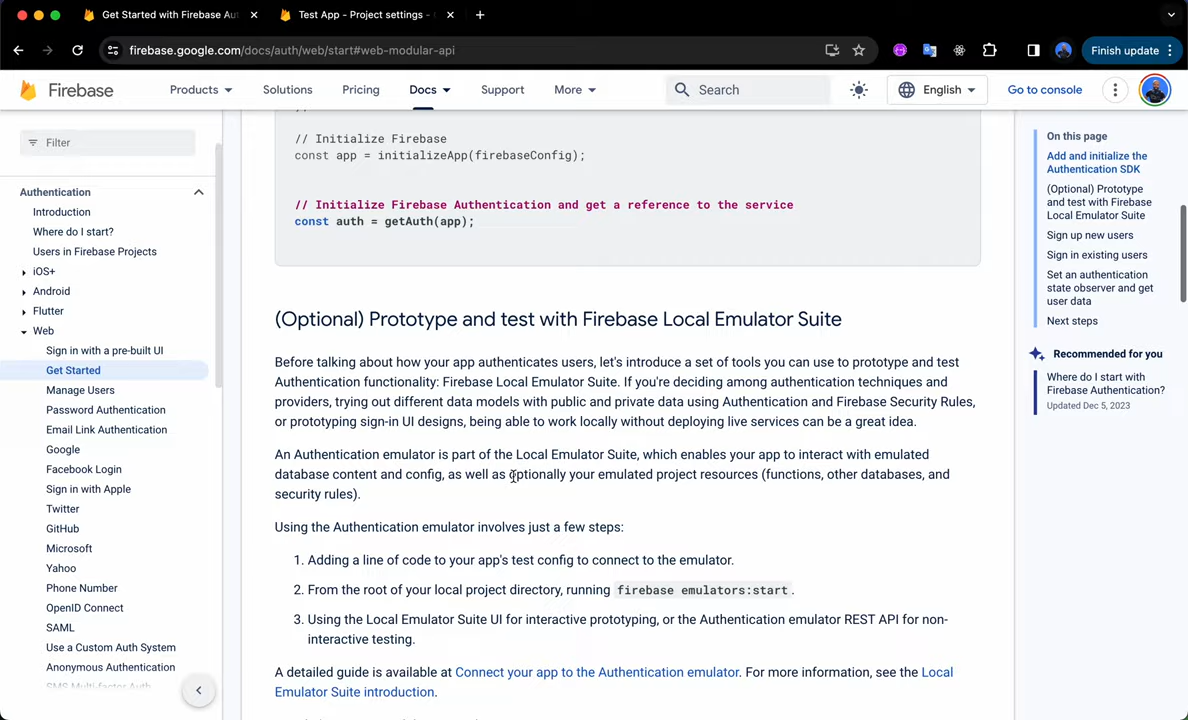 Get Started with Firebase Aut
Test App - Project settings -
firebase.google.com/docs/auth/web/start#web-modular-api
Finish update
Firebase
Products
Solutions
Pricing
Docs
Support
More
Search
English
Go to console
Filter
Authentication
Introduction
Where do I start?
Users in Firebase Projects
iOS+
Android
Flutter
Web
Sign in with a pre-built UI
Get Started
Manage Users
Password Authentication
Email Link Authentication
Google
Facebook Login
Sign in with Apple
Twitter
GitHub
Microsoft
Yahoo
Phone Number
OpenID Connect
SAML
Use a Custom Auth System
Anonymous Authentication
SMS Multi-factor Auth
// Initialize Firebase
const app = initializeApp(firebaseConfig);
// Initialize Firebase Authentication and get a reference to the service
const auth = getAuth(app);
(Optional) Prototype and test with Firebase Local Emulator Suite
Before talking about how your app authenticates users, let's introduce a set of tools you can use to prototype and test
Authentication functionality: Firebase Local Emulator Suite. If you're deciding among authentication techniques and
providers, trying out different data models with public and private data using Authentication and Firebase Security Rules,
or prototyping sign-in UI designs, being able to work locally without deploying live services can be a great idea.
An Authentication emulator is part of the Local Emulator Suite, which enables your app to interact with emulated
database content and config, as well as optionally your emulated project resources (functions, other databases, and
security rules).
Using the Authentication emulator involves just a few steps:
1. Adding a line of code to your app's test config to connect to the emulator.
2. From the root of your local project directory, running firebase emulators:start.
3. Using the Local Emulator Suite UI for interactive prototyping, or the Authentication emulator REST API for non-
interactive testing.
A detailed guide is available at Connect your app to the Authentication emulator. For more information, see the Local
Emulator Suite introduction.
On this page
Add and initialize the
Authentication SDK
(Optional) Prototype
and test with Firebase
Local Emulator Suite
Sign up new users
Sign in existing users
Set an authentication
state observer and get
user data
Next steps
Recommended for you
Where do I start with
Firebase Authentication?
Updated Dec 5, 2023